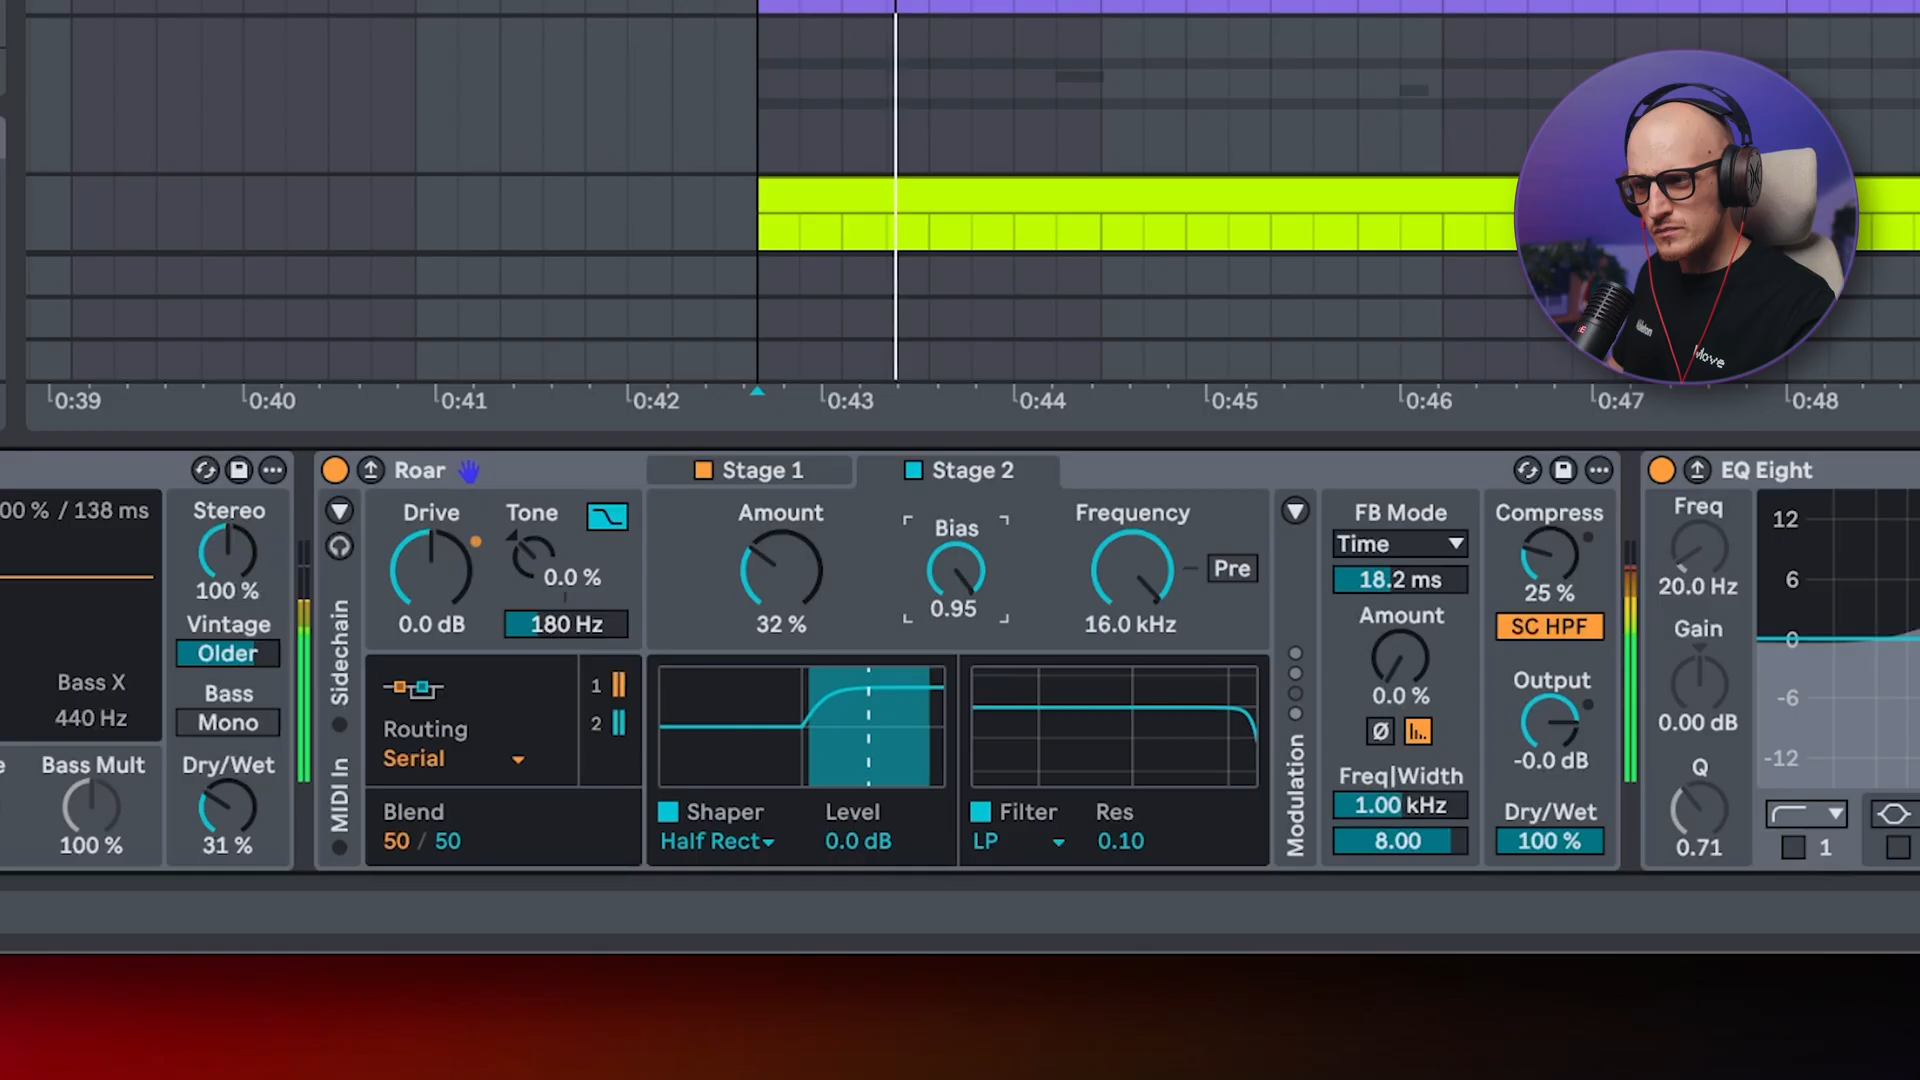 0:39 0:40 0:41 0:42 0:43 0:44 0:45 0:46 0:47 0:48
Ableton
Move
00 % / 138 ms
Bass X
440 Hz
Bass Mult
100 %
Stereo
100 %
Vintage
Older
Bass
Mono
Dry/Wet
31 %
Roar
Sidechain
MIDI In
Drive
0.0 dB
Tone
0.0 %
180 Hz
Routing
Serial
1
2
Blend
50 / 50
Stage 1
Stage 2
Amount
32 %
Bias
0.95
Frequency
16.0 kHz
Pre
Shaper
Half Rect
Level
0.0 dB
Filter
LP
Res
0.10
Modulation
FB Mode
Time
18.2 ms
Amount
0.0 %
Ø
Freq|Width
1.00 kHz
8.00
Compress
25 %
SC HPF
Output
-0.0 dB
Dry/Wet
100 %
EQ Eight
Freq
20.0 Hz
Gain
0.00 dB
Q
0.71
12
6
0
-6
-12
1